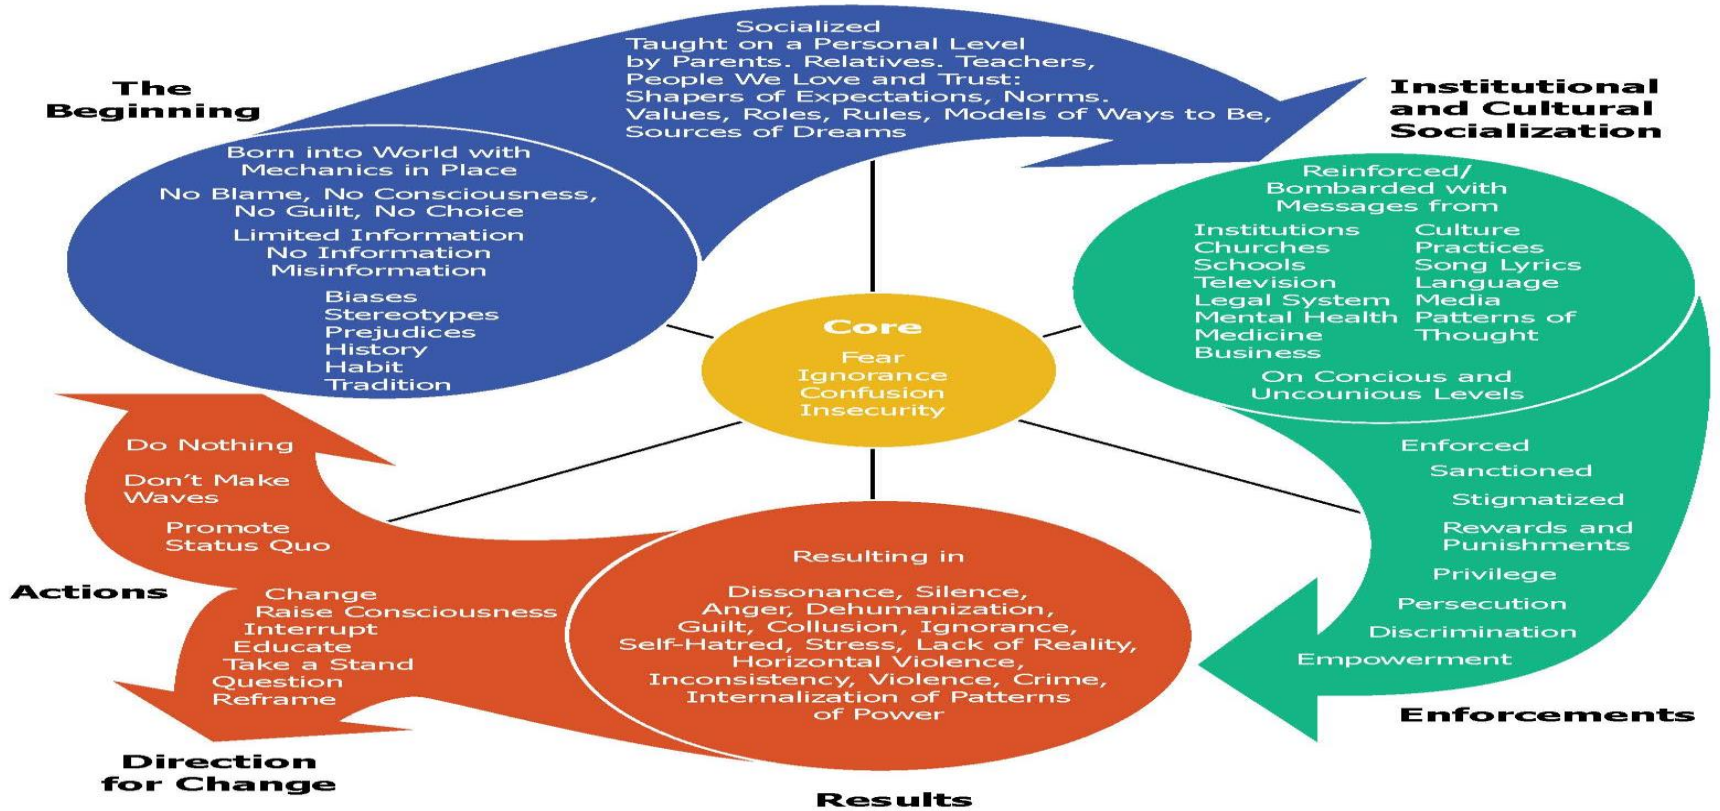 Socialized
Taught on a Personal Level
by Parents. Relatives. Teachers,
People We Love and Trust:
Shapers of Expectations, Norms.
Values, Roles, Rules, Models of Ways to Be,
Sources of Dreams
The
Beginning
Born into World with
Mechanics in Place
No Blame, No Consciousness,
No Guilt, No Choice
Limited Information
No Information
Misinformation
Biases
Stereotypes
Prejudices
History
Habit
Tradition
Institutional
and Cultural
Socialization
Reinforced/
Bombarded with
Messages from
Institutions
Churches
Schools
Television
Legal System
Mental Health
Medicine
Business
Culture
Practices
Song Lyrics
Language
Media
Patterns of
Thought
On Concious and
Uncounious Levels
Core
Fear
Ignorance
Confusion
Insecurity
Enforced
Sanctioned
Stigmatized
Rewards and
Punishments
Privilege
Persecution
Discrimination
Empowerment
Enforcements
Resulting in
Dissonance, Silence,
Anger, Dehumanization,
Guilt, Collusion, Ignorance,
Self-Hatred, Stress, Lack of Reality,
Horizontal Violence,
Inconsistency, Violence, Crime,
Internalization of Patterns
of Power
Results
Do Nothing
Don't Make
Waves
Promote
Status Quo
Actions
Change
Raise Consciousness
Interrupt
Educate
Take a Stand
Question
Reframe
Direction
for Change